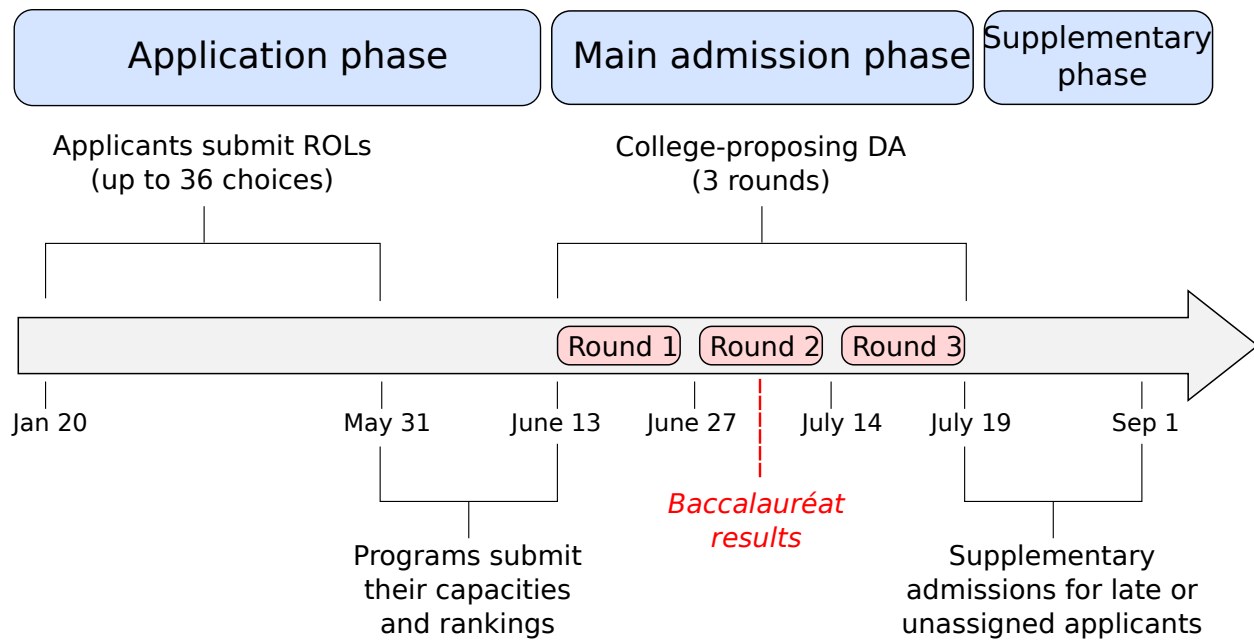 Application phase
Main admission phase
Supplementary
phase
Applicants submit ROLs
(up to 36 choices)
College-proposing DA
(3 rounds)
Round 1
Round 2
Round 3
Jan 20
May 31
June 13
June 27
July 14
July 19
Sep 1
Baccalauréat
results
Programs submit
their capacities
and rankings
Supplementary
admissions for late or
unassigned applicants